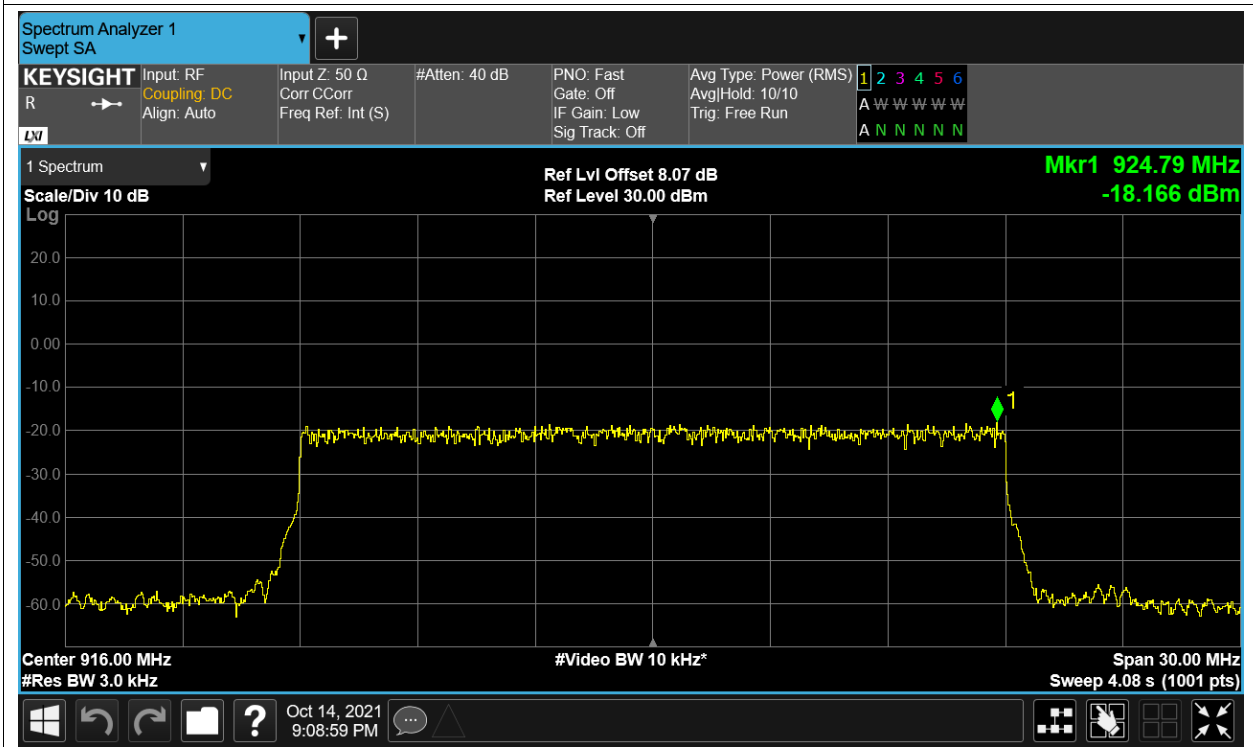 Spectrum Analyzer 1
Swept SA
+
KEYSIGHT
R
LXI
Input: RF
Coupling: DC
Align: Auto
Input Z: 50 Ω
Corr CCorr
Freq Ref: Int (S)
#Atten: 40 dB
PNO: Fast
Gate: Off
IF Gain: Low
Sig Track: Off
Avg Type: Power (RMS)
Avg|Hold: 10/10
Trig: Free Run
1 2 3 4 5 6
A W W W W W
A N N N N N
1 Spectrum
Scale/Div 10 dB
Log
Ref Lvl Offset 8.07 dB
Ref Level 30.00 dBm
Mkr1 924.79 MHz
-18.166 dBm
20.0
10.0
0.00
-10.0
1
-20.0
-30.0
-40.0
-50.0
-60.0
Center 916.00 MHz
#Res BW 3.0 kHz
#Video BW 10 kHz*
Span 30.00 MHz
Sweep 4.08 s (1001 pts)
?
Oct 14, 2021
9:08:59 PM